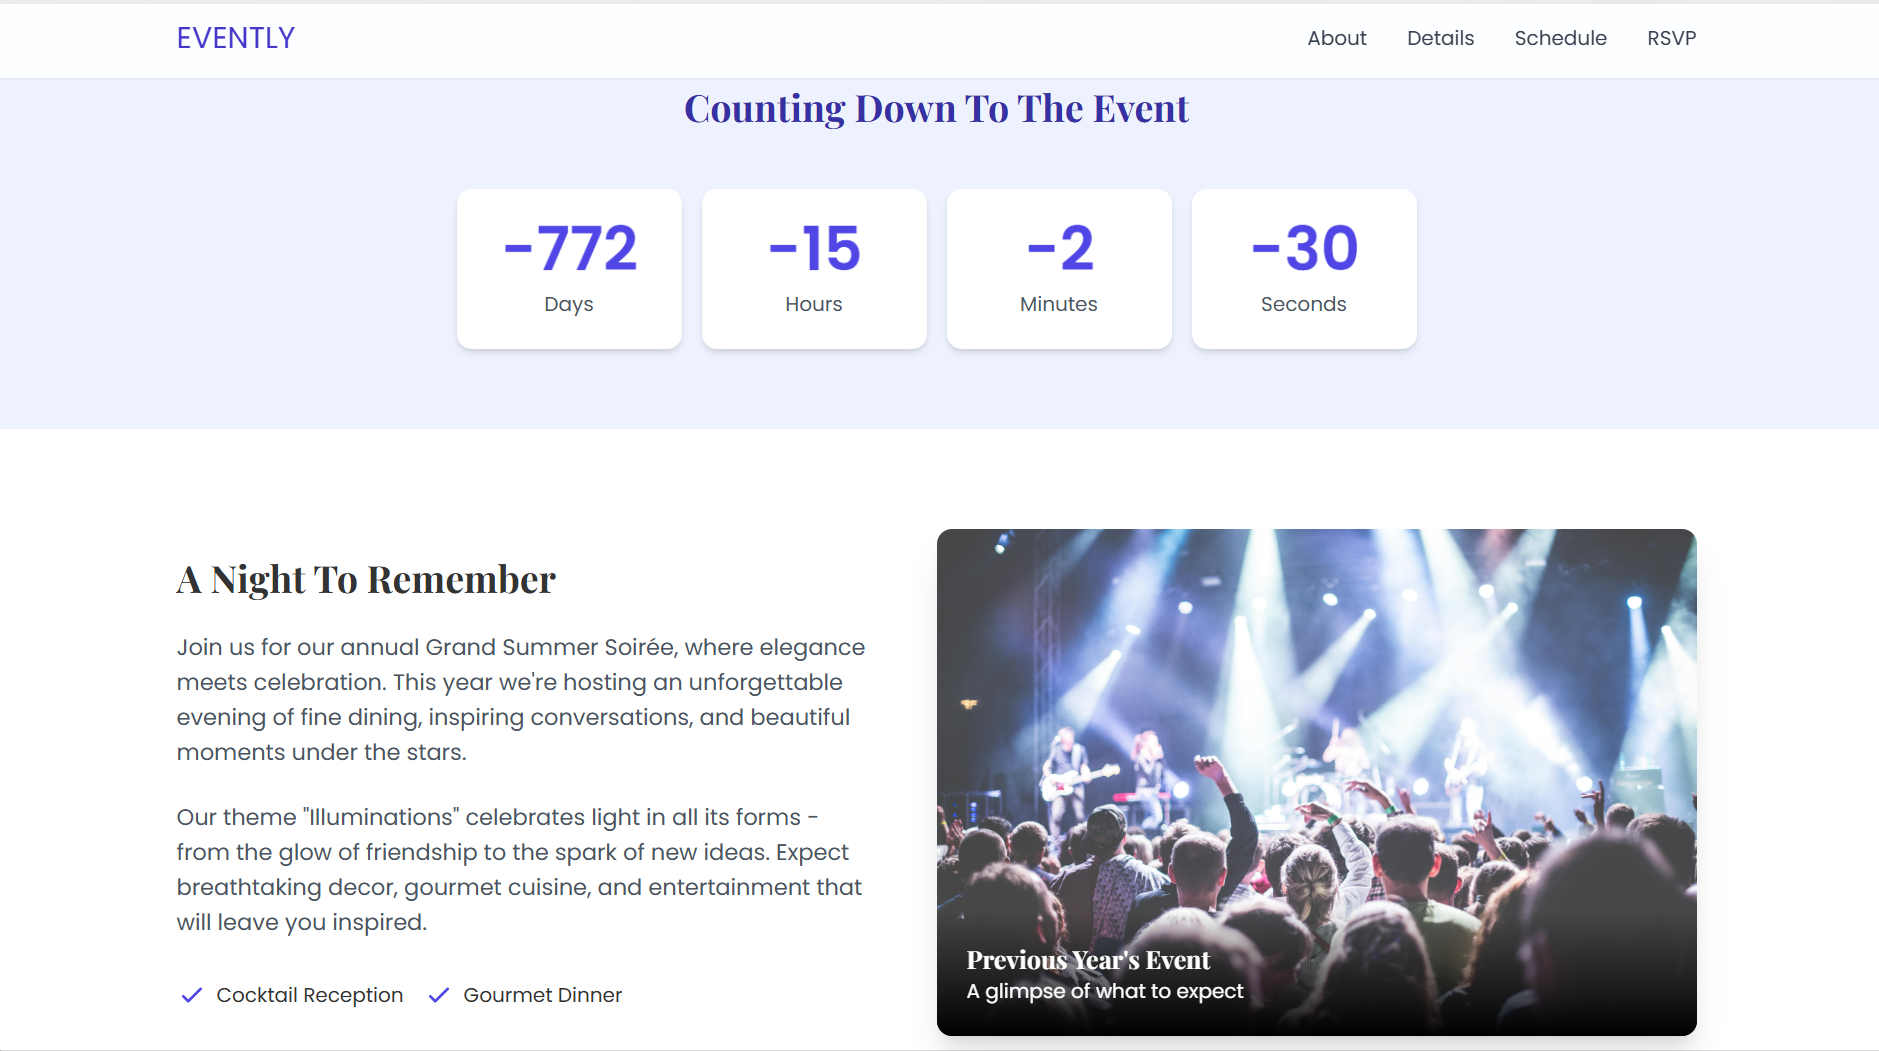 EVENTLY
About Details Schedule RSVP
Counting Down To The Event
-772 -15 -2 -30
Days Hours Minutes Seconds
A Night To Remember
Join us for our annual Grand Summer Soirée, where elegance
meets celebration. This year we're hosting an unforgettable
evening of fine dining, inspiring conversations, and beautiful
moments under the stars.
Our theme "Illuminations" celebrates light in all its forms -
from the glow of friendship to the spark of new ideas. Expect
breathtaking decor, gourmet cuisine, and entertainment that
will leave you inspired.
Cocktail Reception Gourmet Dinner
Previous Year's Event
A glimpse of what to expect